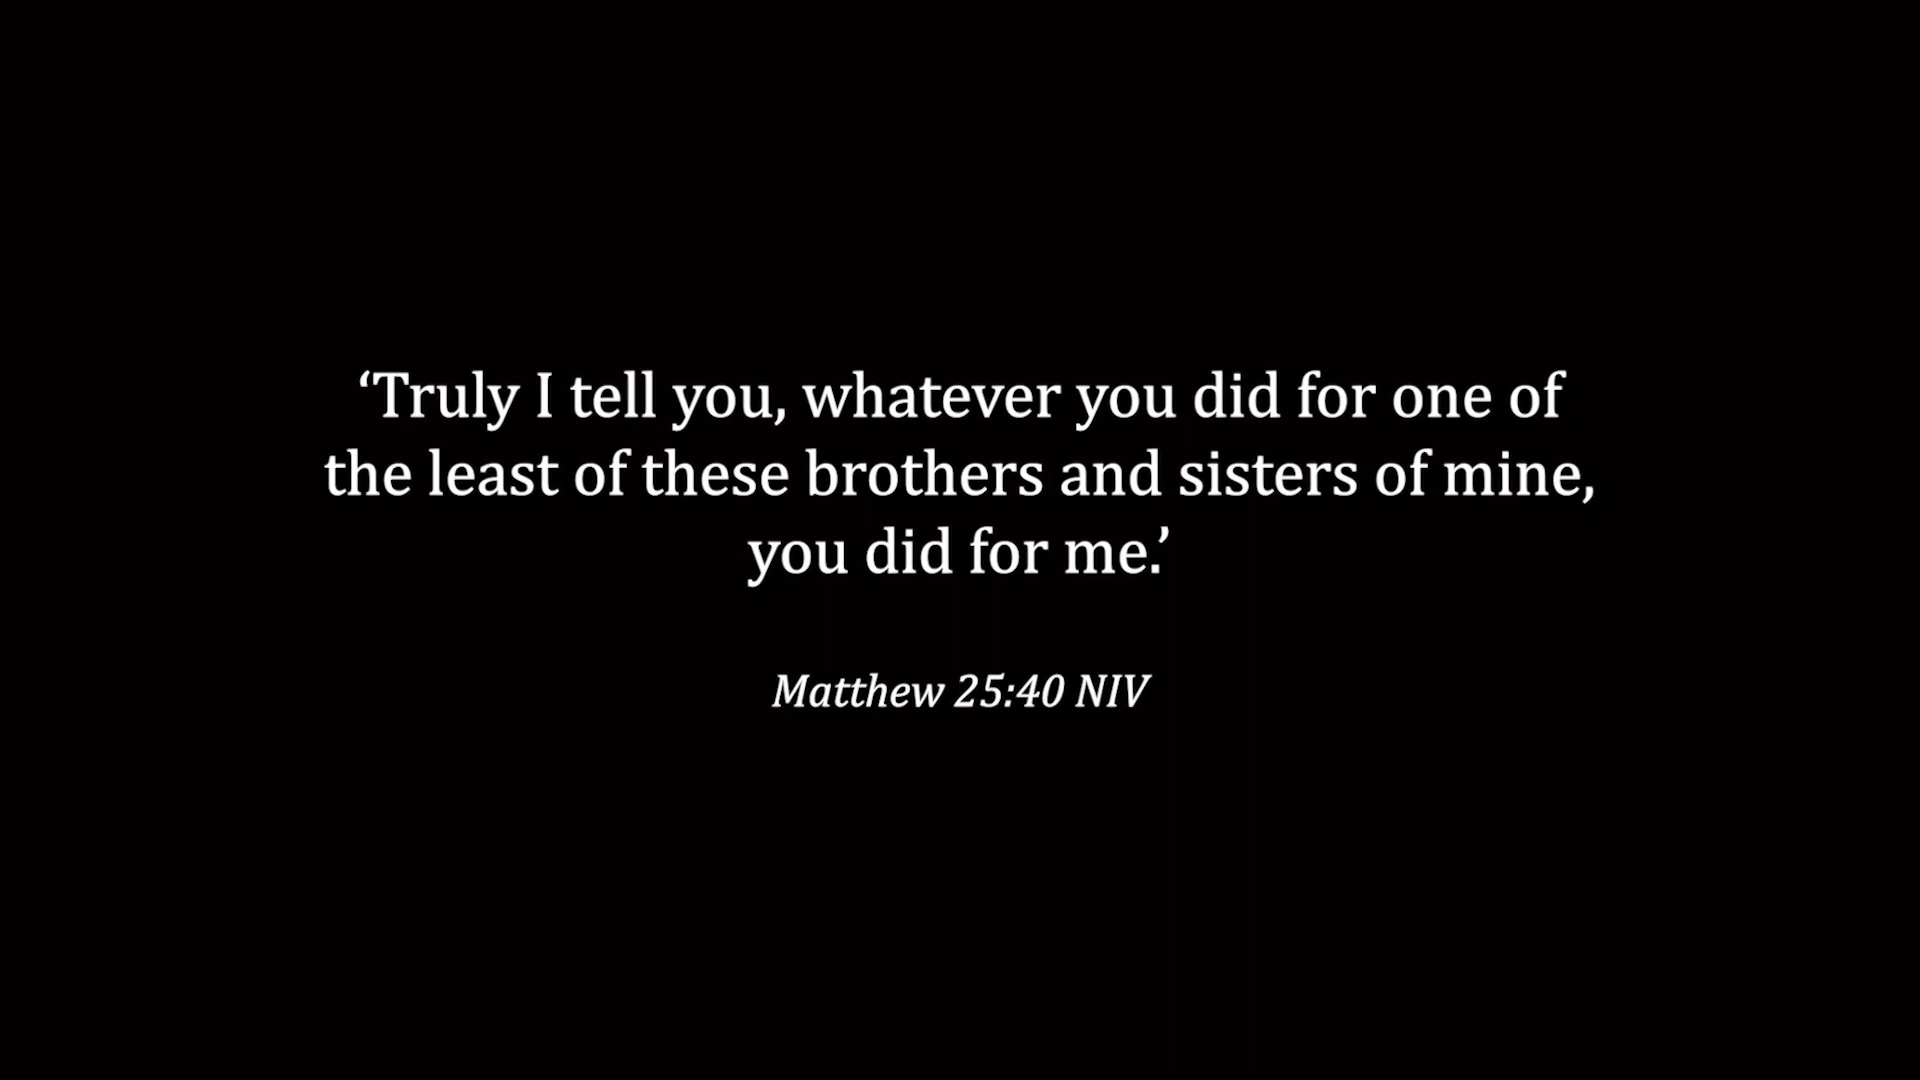 ‘Truly I tell you, whatever you did for one of
the least of these brothers and sisters of mine,
you did for me.’
Matthew 25:40 NIV